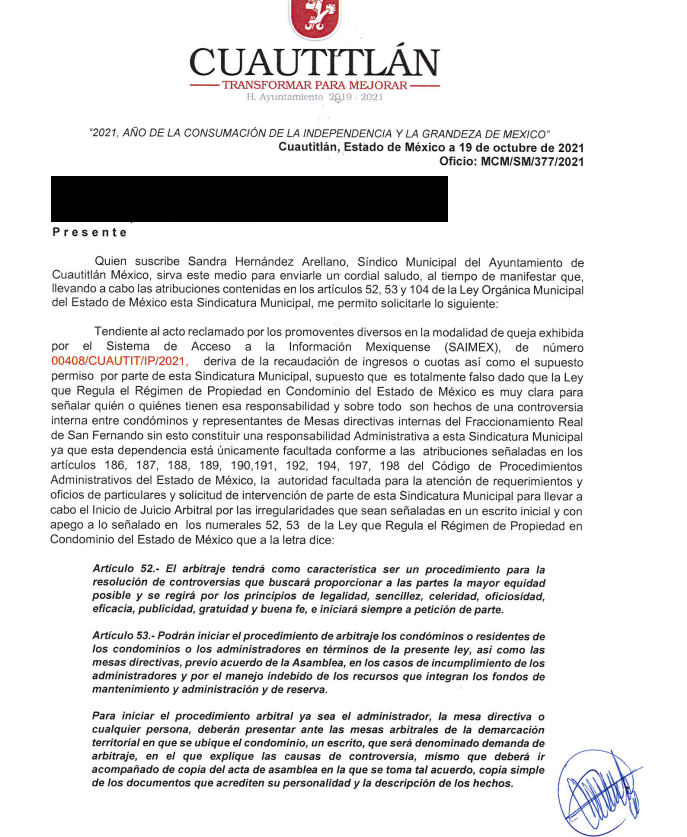 CUAUTITLÁN
TRANSFORMAR PARA MEJORAR
H. Ayuntamiento 2019 - 2021
"2021, AÑO DE LA CONSUMACIÓN DE LA INDEPENDENCIA Y LA GRANDEZA DE MEXICO"
Cuautitlán, Estado de México a 19 de octubre de 2021
Oficio: MCM/SM/377/2021
P r e s e n t e
Quien suscribe Sandra Hernández Arellano, Síndico Municipal del Ayuntamiento de
Cuautitlán México, sirva este medio para enviarle un cordial saludo, al tiempo de manifestar que,
llevando a cabo las atribuciones contenidas en los artículos 52, 53 y 104 de la Ley Orgánica Municipal
del Estado de México esta Sindicatura Municipal, me permito solicitarle lo siguiente:
Tendiente al acto reclamado por los promoventes diversos en la modalidad de queja exhibida
por el Sistema de Acceso a la Información Mexiquense (SAIMEX), de número
00408/CUAUTIT/IP/2021, deriva de la recaudación de ingresos o cuotas así como el supuesto
permiso por parte de esta Sindicatura Municipal, supuesto que es totalmente falso dado que la Ley
que Regula el Régimen de Propiedad en Condominio del Estado de México es muy clara para
señalar quién o quiénes tienen esa responsabilidad y sobre todo son hechos de una controversia
interna entre condóminos y representantes de Mesas directivas internas del Fraccionamiento Real
de San Fernando sin esto constituir una responsabilidad Administrativa a esta Sindicatura Municipal
ya que esta dependencia está únicamente facultada conforme a las atribuciones señaladas en los
artículos 186, 187, 188, 189, 190,191, 192, 194, 197, 198 del Código de Procedimientos
Administrativos del Estado de México, la autoridad facultada para la atención de requerimientos y
oficios de particulares y solicitud de intervención de parte de esta Sindicatura Municipal para llevar a
cabo el Inicio de Juicio Arbitral por las irregularidades que sean señaladas en un escrito inicial y con
apego a lo señalado en los numerales 52, 53 de la Ley que Regula el Régimen de Propiedad en
Condominio del Estado de México que a la letra dice:
Artículo 52.- El arbitraje tendrá como característica ser un procedimiento para la
resolución de controversias que buscará proporcionar a las partes la mayor equidad
posible y se regirá por los principios de legalidad, sencillez, celeridad, oficiosidad,
eficacia, publicidad, gratuidad y buena fe, e iniciará siempre a petición de parte.
Artículo 53.- Podrán iniciar el procedimiento de arbitraje los condóminos o residentes de
los condominios o los administradores en términos de la presente ley, así como las
mesas directivas, previo acuerdo de la Asamblea, en los casos de incumplimiento de los
administradores y por el manejo indebido de los recursos que integran los fondos de
mantenimiento y administración y de reserva.
Para iniciar el procedimiento arbitral ya sea el administrador, la mesa directiva o
cualquier persona, deberán presentar ante las mesas arbitrales de la demarcación
territorial en que se ubique el condominio, un escrito, que será denominado demanda de
arbitraje, en el que explique las causas de controversia, mismo que deberá ir
acompañado de copia del acta de asamblea en la que se toma tal acuerdo, copia simple
de los documentos que acrediten su personalidad y la descripción de los hechos.